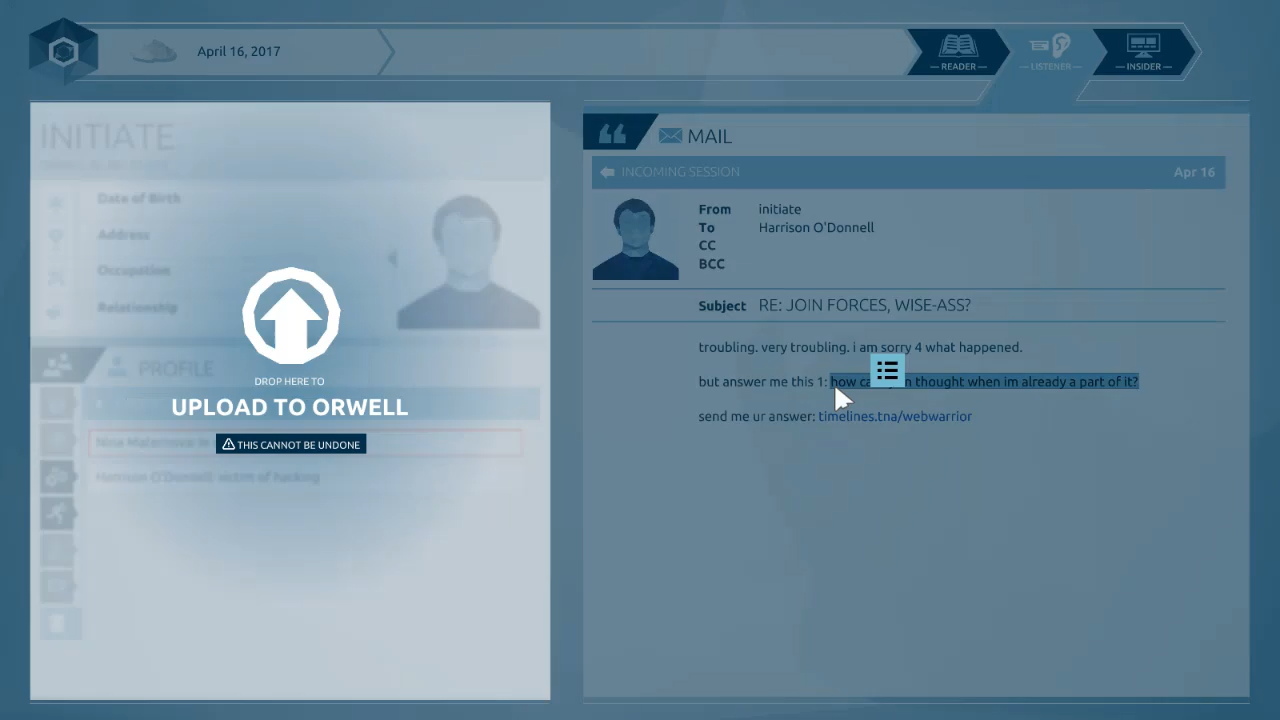 April 16, 2017
— READER —
— LISTENER —
— INSIDER —
INITIATE
Date of Birth
Address
Occupation
Relationship
PROFILE
Nina Maternova
Harrison O'Donnell: victim of hacking
DROP HERE TO
UPLOAD TO ORWELL
THIS CANNOT BE UNDONE
MAIL
INCOMING SESSION Apr 16
From initiate
To Harrison O'Donnell
CC
BCC
Subject RE: JOIN FORCES, WISE-ASS?
troubling. very troubling. i am sorry 4 what happened.
but answer me this 1: how thought when im already a part of it?
send me ur answer: timelines.tna/webwarrior